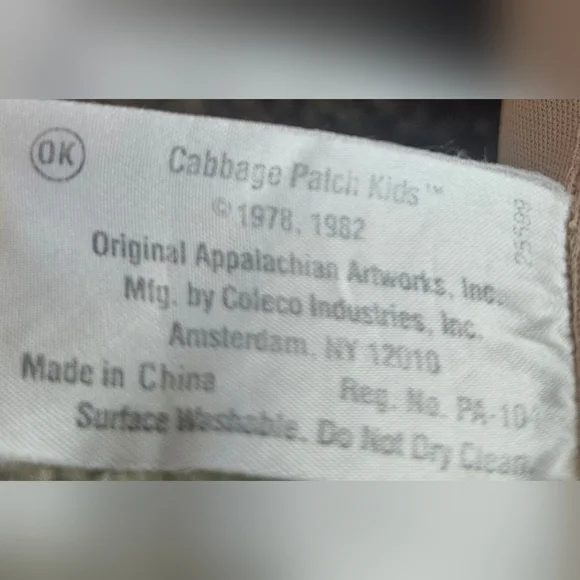 OK
Cabbage Patch Kids™
© 1978, 1982
Original Appalachian Artworks, Inc.
Mfg. by Coleco Industries, Inc.
Amsterdam, NY 12010
Made in China
Reg. No. PA-10
Surface Washable. Do Not Dry Clean